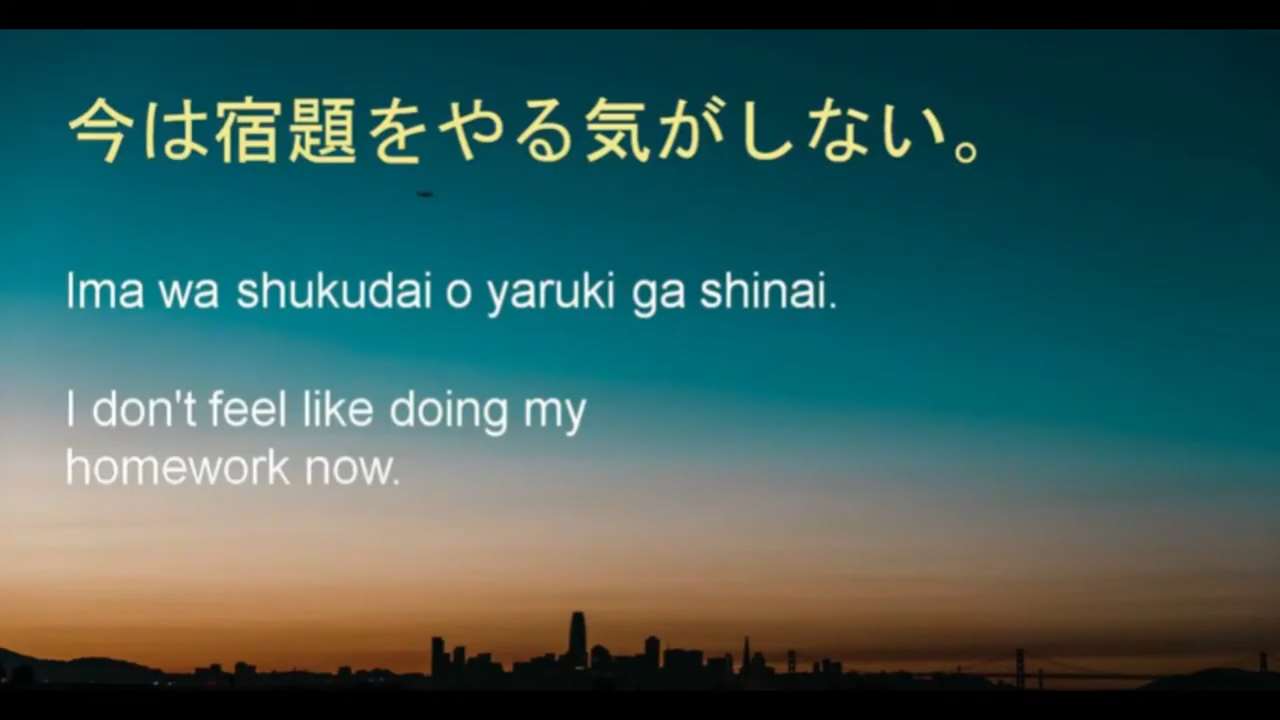 今は宿題をやる気がしない。
Ima wa shukudai o yaruki ga shinai.
I don't feel like doing my
homework now.